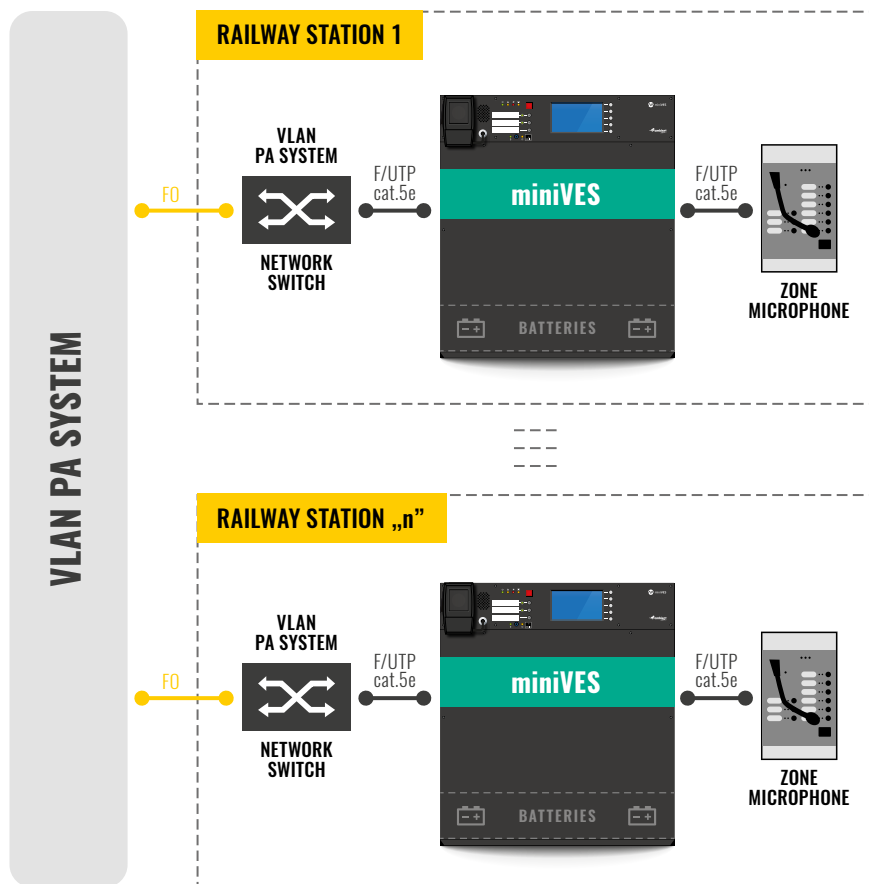 VLAN PA SYSTEM
RAILWAY STATION 1
VLAN
PA SYSTEM
FO
F/UTP
cat.5e
miniVES
F/UTP
cat.5e
NETWORK
SWITCH
ZONE
MICROPHONE
BATTERIES
RAILWAY STATION „n”
VLAN
PA SYSTEM
FO
F/UTP
cat.5e
miniVES
F/UTP
cat.5e
NETWORK
SWITCH
ZONE
MICROPHONE
BATTERIES